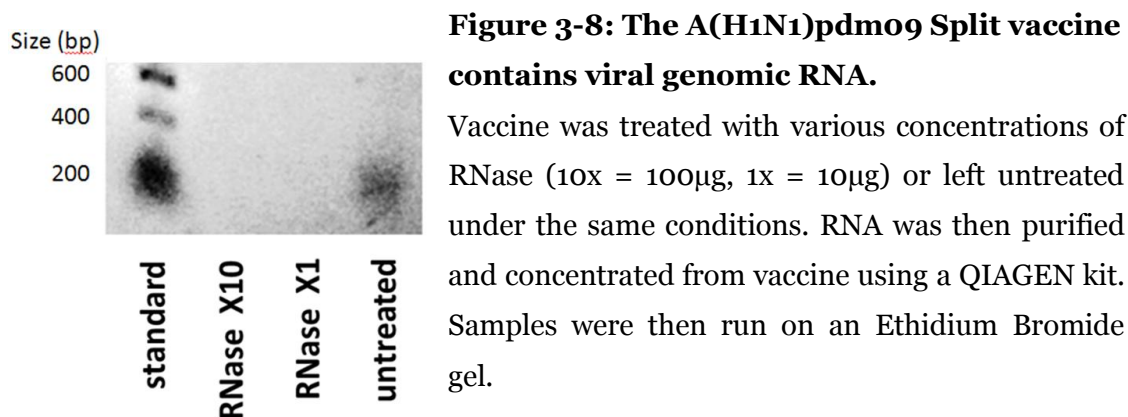 Size (bp)
600
400
200
standard
RNase X10
RNase X1
untreated
Figure 3-8: The A(H1N1)pdm09 Split vaccine
contains viral genomic RNA.
Vaccine was treated with various concentrations of
RNase (10x = 100µg, 1x = 10µg) or left untreated
under the same conditions. RNA was then purified
and concentrated from vaccine using a QIAGEN kit.
Samples were then run on an Ethidium Bromide
gel.